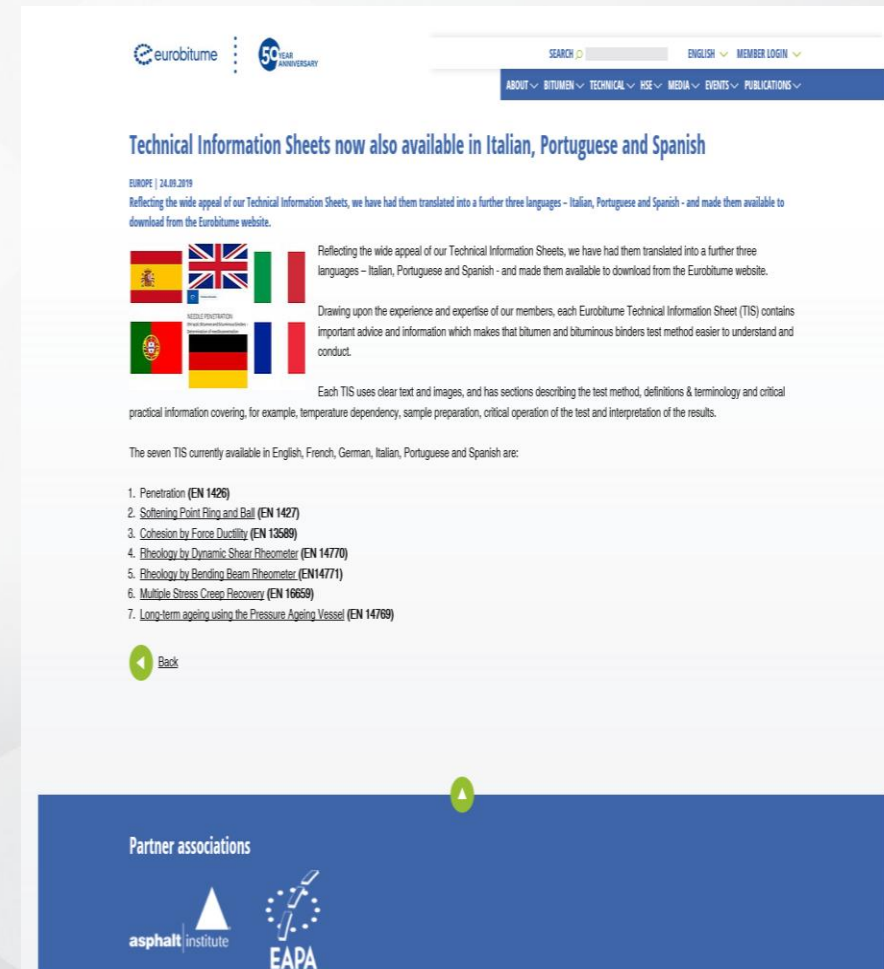 eurobitume
50 YEAR
ANNIVERSARY
SEARCH
ENGLISH
MEMBER LOGIN
ABOUT BITUMEN TECHNICAL HSE MEDIA EVENTS PUBLICATIONS
Technical Information Sheets now also available in Italian, Portuguese and Spanish
EUROPE | 24.09.2019
Reflecting the wide appeal of our Technical Information Sheets, we have had them translated into a further three languages – Italian, Portuguese and Spanish - and made them available to
download from the Eurobitume website.
NEEDLE PENETRATION
Reflecting the wide appeal of our Technical Information Sheets, we have had them translated into a further three
languages – Italian, Portuguese and Spanish - and made them available to download from the Eurobitume website.
Drawing upon the experience and expertise of our members, each Eurobitume Technical Information Sheet (TIS) contains
important advice and information which makes that bitumen and bituminous binders test method easier to understand and
conduct.
Each TIS uses clear text and images, and has sections describing the test method, definitions & terminology and critical
practical information covering, for example, temperature dependency, sample preparation, critical operation of the test and interpretation of the results.
The seven TIS currently available in English, French, German, Italian, Portuguese and Spanish are:
1. Penetration (EN 1426)
2. Softening Point Ring and Ball (EN 1427)
3. Cohesion by Force Ductility (EN 13589)
4. Rheology by Dynamic Shear Rheometer (EN 14770)
5. Rheology by Bending Beam Rheometer (EN14771)
6. Multiple Stress Creep Recovery (EN 16659)
7. Long-term ageing using the Pressure Ageing Vessel (EN 14769)
Back
Partner associations
asphalt institute
EAPA